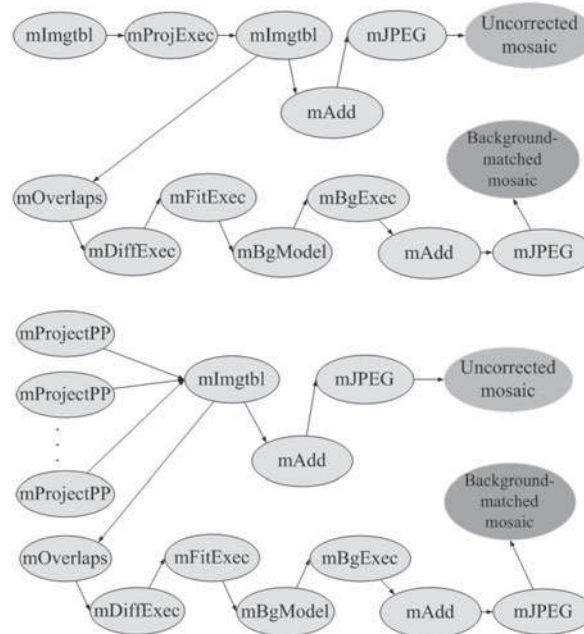 mImgtbl
mProjExec
mImgtbl
mJPEG
Uncorrected
mosaic
mAdd
Background-
matched
mosaic
mOverlaps
mFitExec
mBgExec
mDiffExec
mBgModel
mAdd
mJPEG
mProjectPP
mProjectPP
mProjectPP
mImgtbl
mJPEG
Uncorrected
mosaic
mAdd
Background-
matched
mosaic
mOverlaps
mFitExec
mBgExec
mDiffExec
mBgModel
mAdd
mJPEG